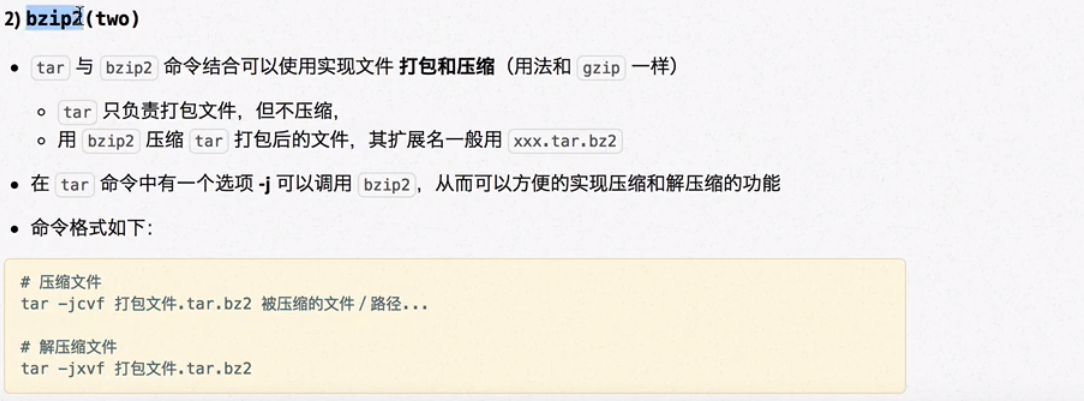 2) bzip2(two)
• tar 与 bzip2 命令结合可以使用实现文件 打包和压缩（用法和 gzip 一样）
○ tar 只负责打包文件，但不压缩，
○ 用 bzip2 压缩 tar 打包后的文件，其扩展名一般用 xxx.tar.bz2
• 在 tar 命令中有一个选项 -j 可以调用 bzip2，从而可以方便的实现压缩和解压缩的功能
• 命令格式如下：
# 压缩文件
tar -jcvf 打包文件.tar.bz2 被压缩的文件／路径...
# 解压缩文件
tar -jxvf 打包文件.tar.bz2